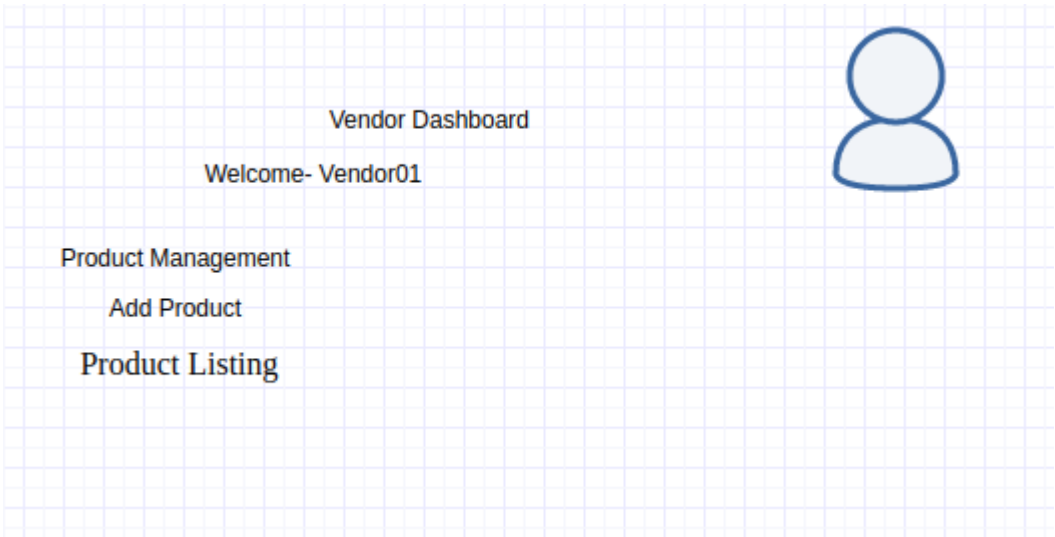 Vendor Dashboard
Welcome- Vendor01
Product Management
Add Product
Product Listing